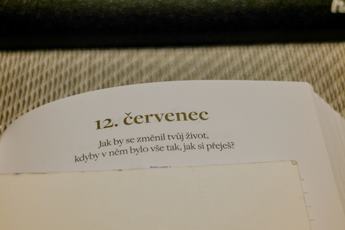 12. červenec
Jak by se změnil tvůj život,
kdyby v něm bylo vše tak, jak si přeješ?